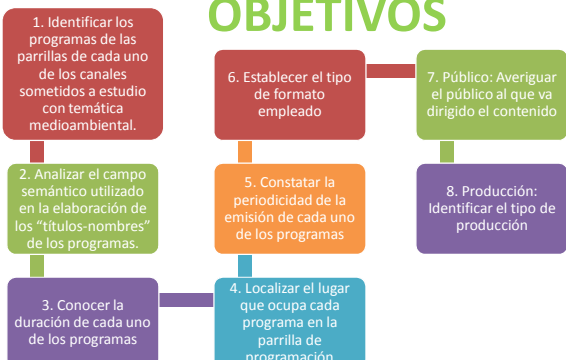 OBJETIVOS
1. Identificar los
programas de las
parrillas de cada uno
de los canales
sometidos a estudio
con temática
medioambiental.
2. Analizar el campo
semántico utilizado
en la elaboración de
los “títulos-nombres”
de los programas.
3. Conocer la
duración de cada uno
de los programas
4. Localizar el lugar
que ocupa cada
programa en la
parrilla de
programación
5. Constatar la
periodicidad de la
emisión de cada uno
de los programas
6. Establecer el tipo
de formato
empleado
7. Público: Averiguar
el público al que va
dirigido el contenido
8. Producción:
Identificar el tipo de
producción